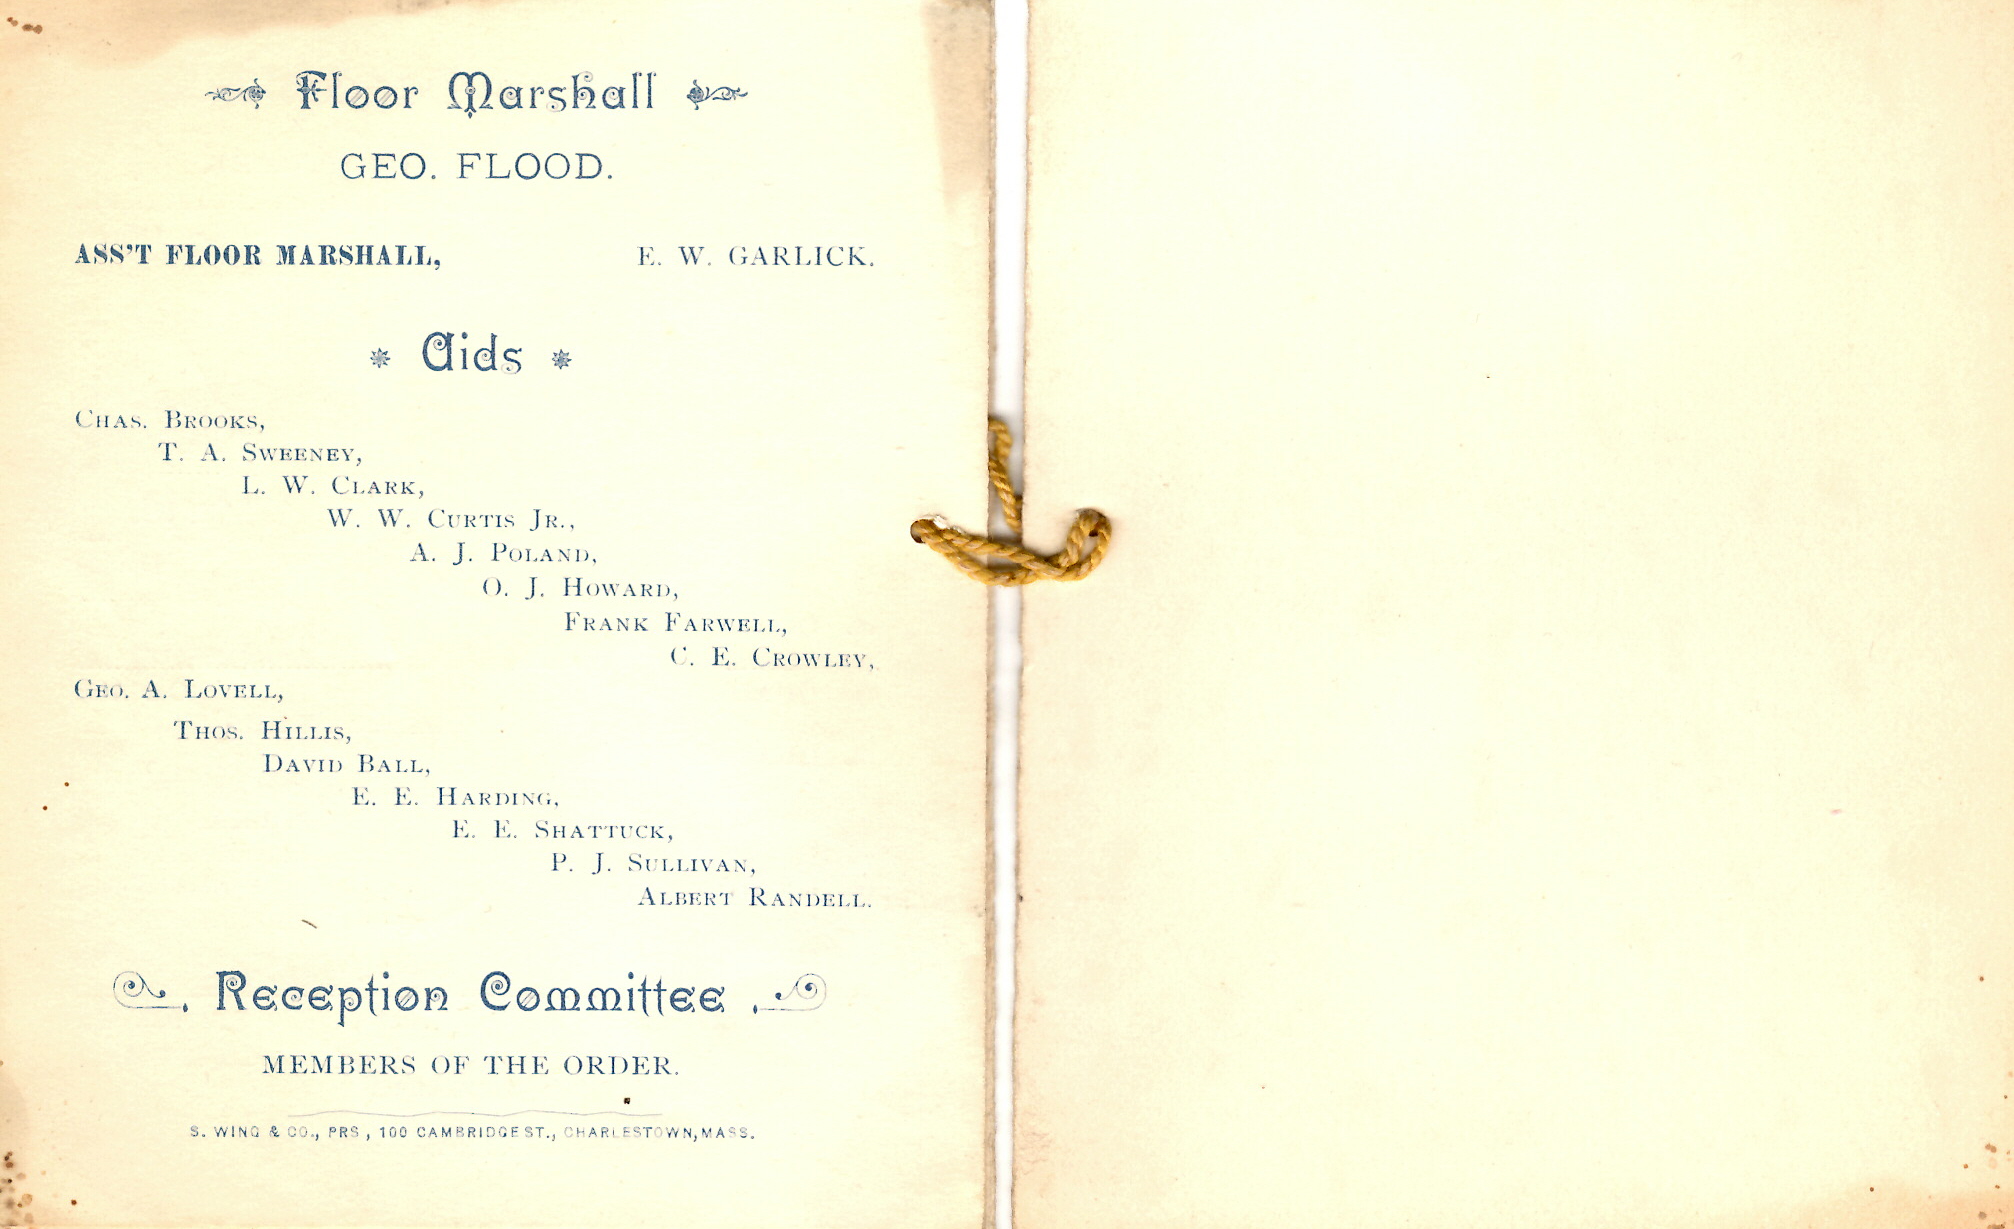 Floor Marshall
GEO. FLOOD.
ASS'T FLOOR MARSHALL, E. W. GARLICK.
Aids
CHAS. BROOKS,
T. A. SWEENEY,
L. W. CLARK,
W. W. CURTIS JR.,
A. J. POLAND,
O. J. HOWARD,
FRANK FARWELL,
C. E. CROWLEY,
GEO. A. LOVELL,
THOS. HILLIS,
DAVID BALL,
E. E. HARDING,
E. E. SHATTUCK,
P. J. SULLIVAN,
ALBERT RANDELL.
Reception Committee
MEMBERS OF THE ORDER.
S. WING & CO., PRS, 100 CAMBRIDGE ST., CHARLESTOWN, MASS.